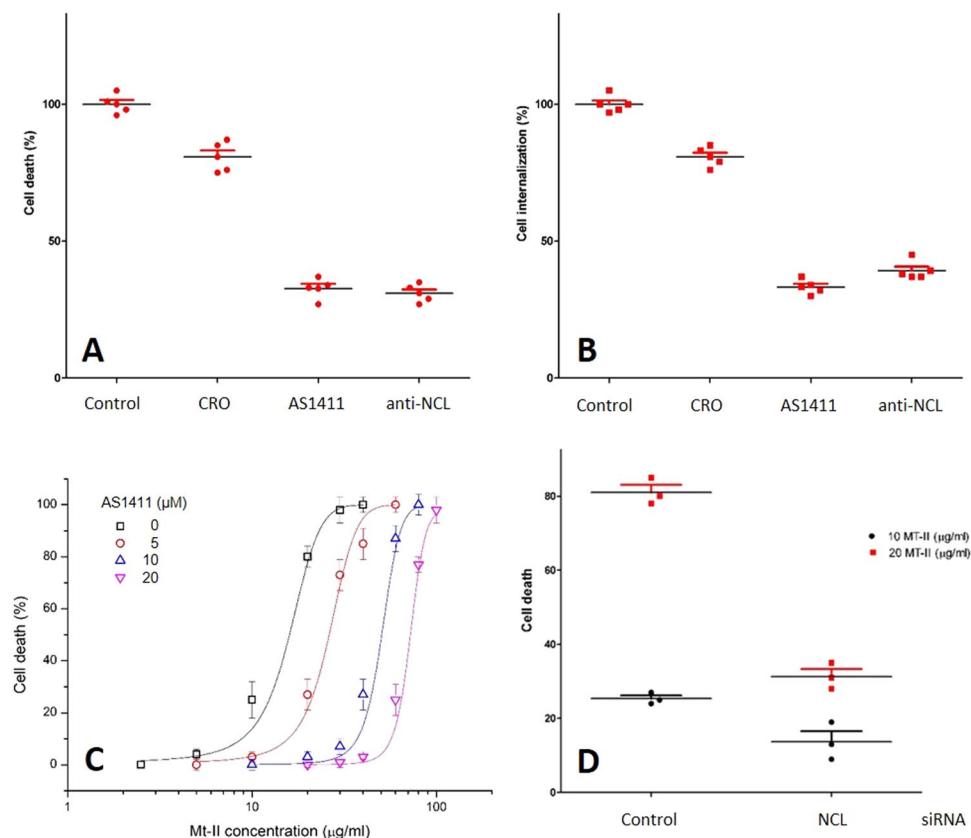 100
50
0
Cell death (%)
A
Control CRO AS1411 anti-NCL
100
50
0
Cell internalization (%)
B
Control CRO AS1411 anti-NCL
AS1411 (µM)
0
5
10
20
100
80
60
40
20
0
Cell death (%)
C
1 10 100
Mt-II concentration (µg/ml)
80
60
40
20
0
Cell death
10 MT-II (µg/ml)
20 MT-II (µg/ml)
D
Control NCL siRNA